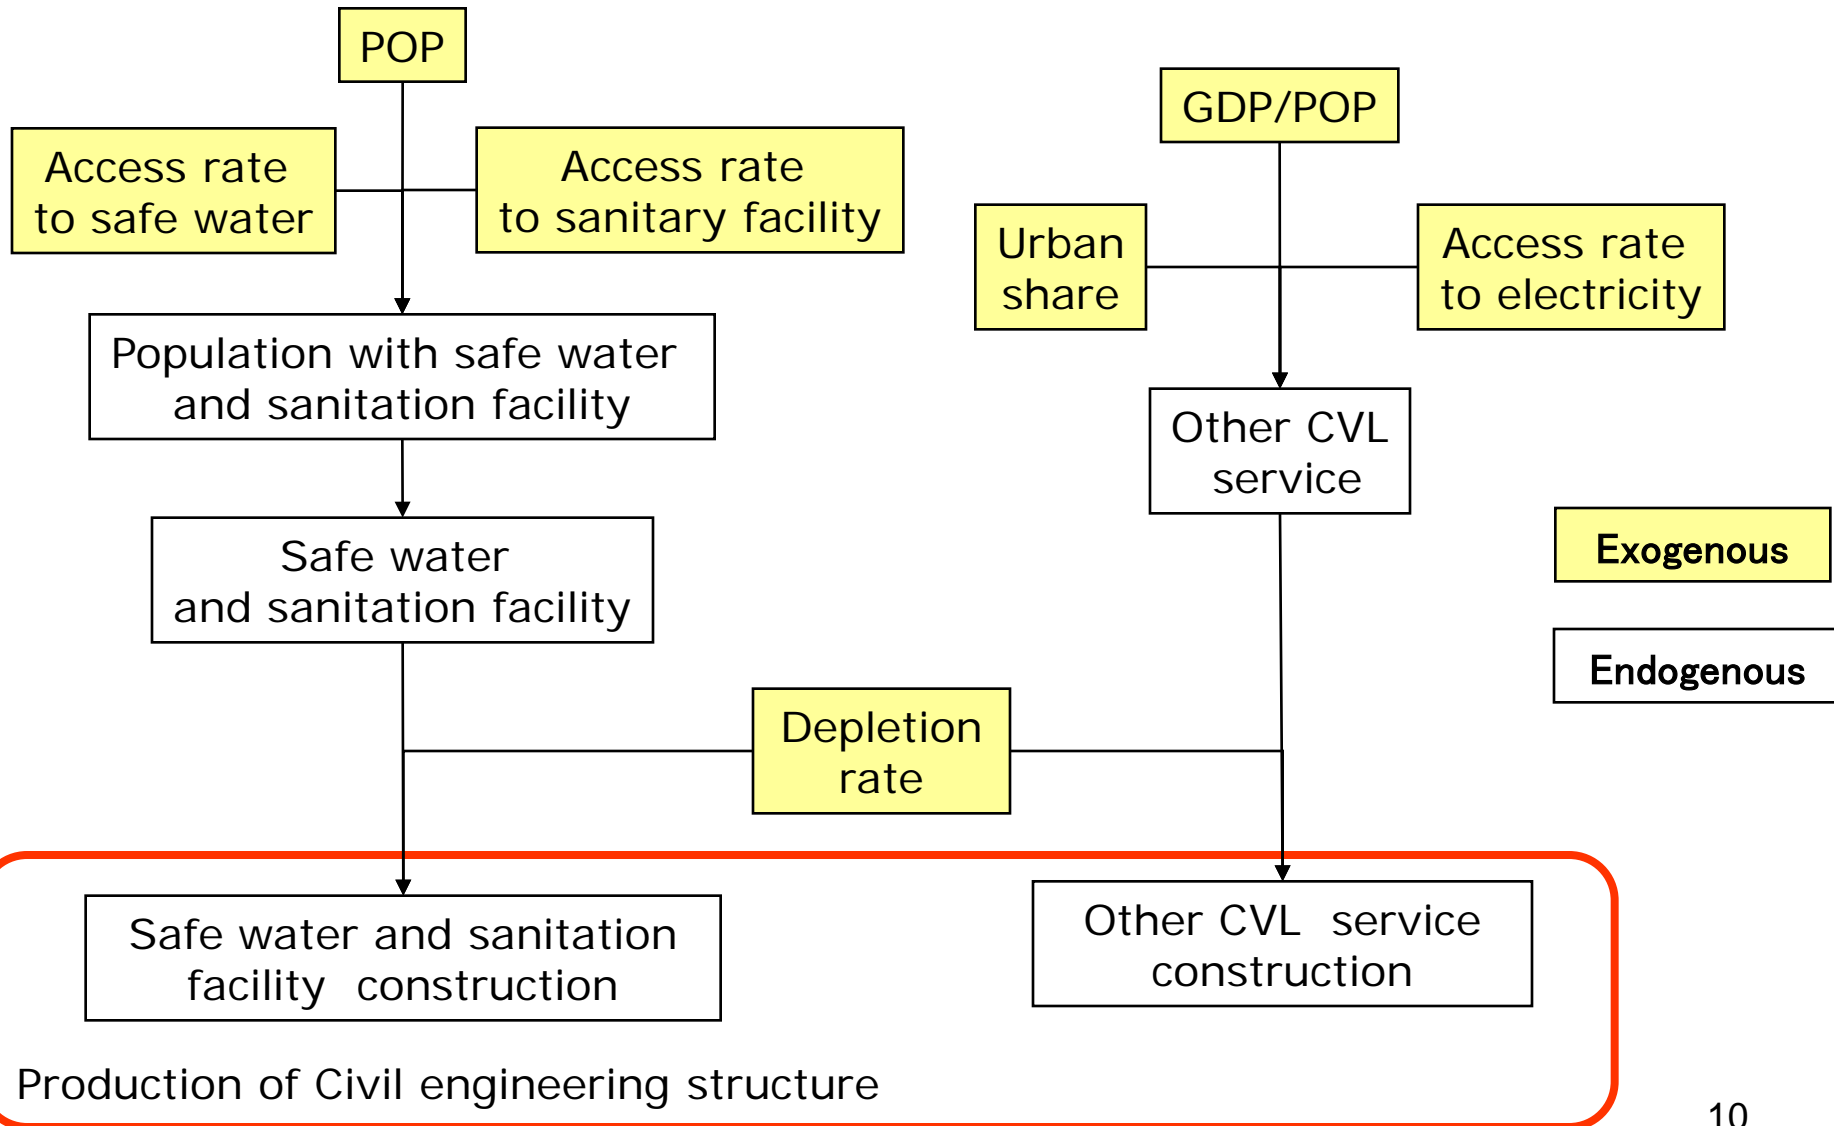 POP
GDP/POP
Access rate
to safe water
Access rate
to sanitary facility
Urban
share
Access rate
to electricity
Population with safe water
and sanitation facility
Other CVL
service
Safe water
and sanitation facility
Exogenous
Endogenous
Depletion
rate
Safe water and sanitation
facility construction
Other CVL service
construction
Production of Civil engineering structure
10